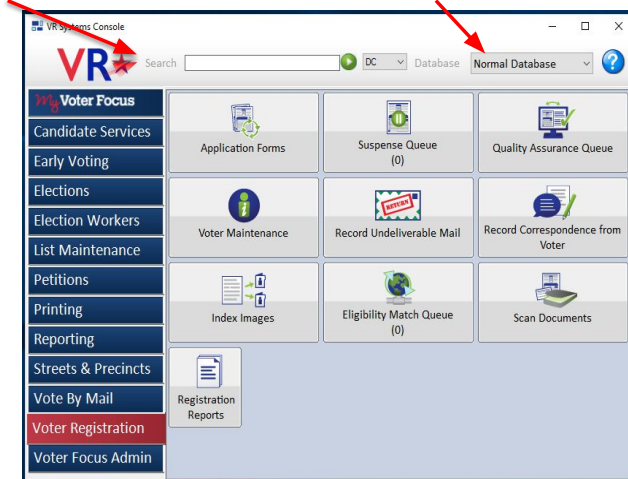 VR Systems Console
VR
Search
DC
Database
Normal Database
?
My Voter Focus
Candidate Services
Early Voting
Elections
Election Workers
List Maintenance
Petitions
Printing
Reporting
Streets & Precincts
Vote By Mail
Voter Registration
Voter Focus Admin
Application Forms
Suspense Queue
(0)
Quality Assurance Queue
Voter Maintenance
RETURN
Record Undeliverable Mail
Record Correspondence from
Voter
Index Images
Eligibility Match Queue
(0)
Scan Documents
Registration
Reports